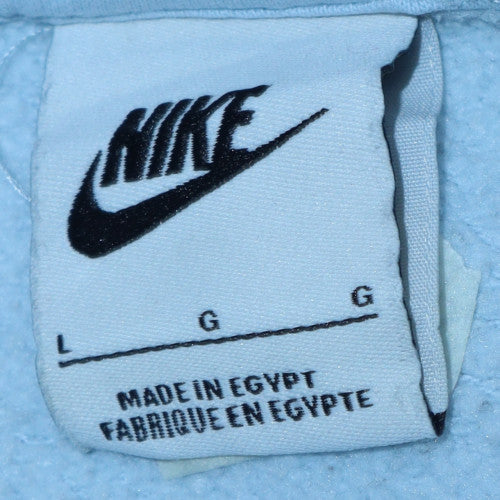 NIKE
L G G
MADE IN EGYPT
FABRIQUE EN EGYPTE